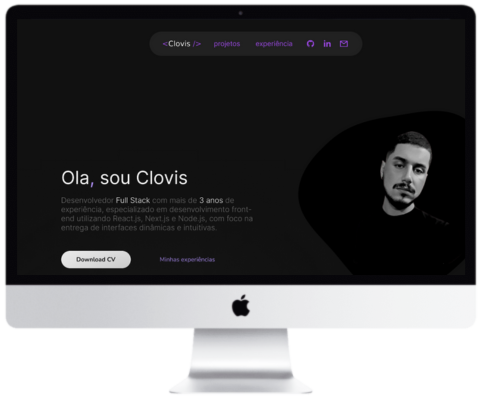 <Clovis /> projetos experiência
Ola, sou Clovis
Desenvolvedor Full Stack com mais de 3 anos de
experiência, especializado em desenvolvimento front-
end utilizando React.js, Next.js e Node.js, com foco na
entrega de interfaces dinâmicas e intuitivas.
Download CV Minhas experiências